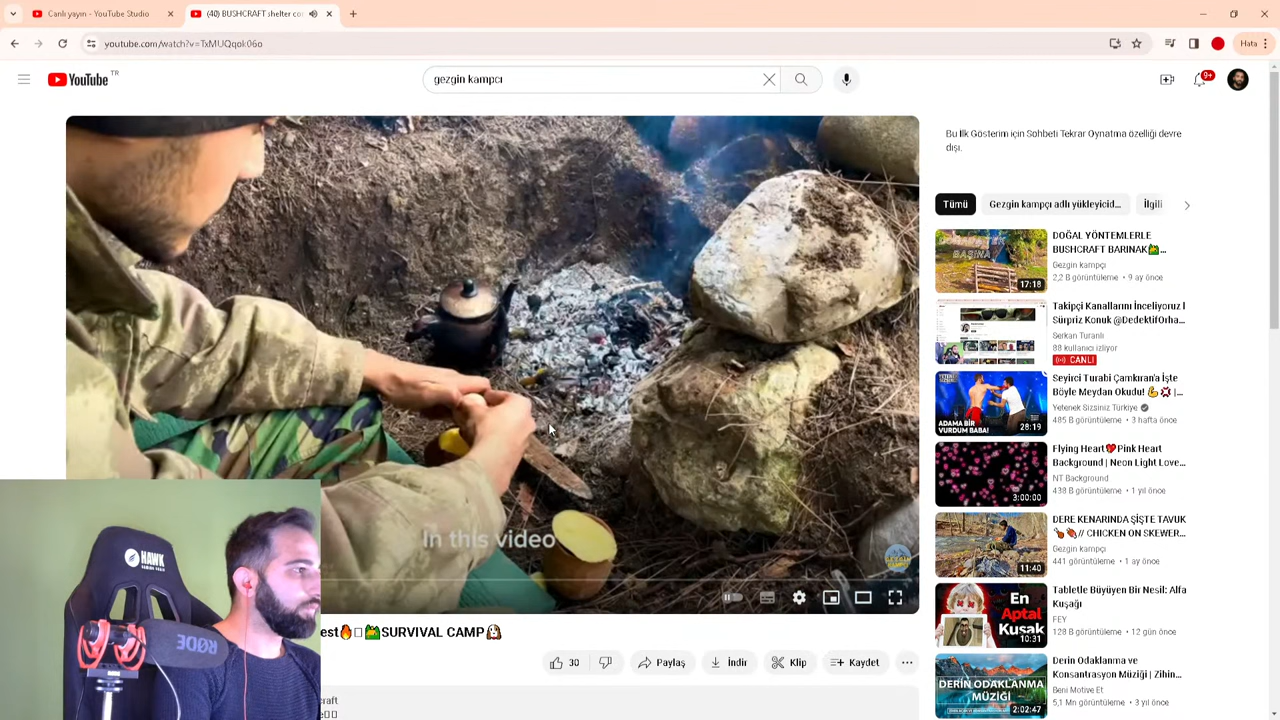 Canlı yayın - YouTube Studio
(40) BUSHCRAFT shelter cor
youtube.com/watch?v=TxMUQqok06o
Hata
YouTube TR
gezgin kampcı
9+
Bu İlk Gösterim için Sohbeti Tekrar Oynatma özelliği devre
dışı.
Tümü
Gezgin kampçı adlı yükleyicid...
İlgili
DOĞAL YÖNTEMLERLE
BUSHCRAFT BARINAK🏕...
Gezgin kampçı
2,2 B görüntüleme • 9 ay önce
17:18
Takipçi Kanallarını İnceliyoruz l
Sürpriz Konuk @DedektifOrha...
Serkan Turanlı
88 kullanıcı izliyor
CANLI
Seyirci Turabi Çamkıran'a İşte
Böyle Meydan Okudu! 💪💢 |...
Yetenek Sizsiniz Türkiye
485 B görüntüleme • 3 hafta önce
ADAMA BİR
VURDUM BABA!
28:19
Flying Heart❤️Pink Heart
Background | Neon Light Love...
NT Background
438 B görüntüleme • 1 yıl önce
3:00:00
DERE KENARINDA ŞİŞTE TAVUK
🍗🍖// CHICKEN ON SKEWER...
Gezgin kampçı
441 görüntüleme • 1 ay önce
11:40
Tabletle Büyüyen Bir Nesil: Alfa
Kuşağı
FEY
128 B görüntüleme • 12 gün önce
En
Aptal
Kuşak
10:31
Derin Odaklanma ve
Konsantrasyon Müziği | Zihin...
Beni Motive Et
5,1 Mn görüntüleme • 3 yıl önce
DERİN ODAKLANMA
MÜZİĞİ
2:02:47
In this video
est🔥🏕SURVIVAL CAMP🐶
30
Paylaş
İndir
Klip
Kaydet
craft
HAWK
RØDE